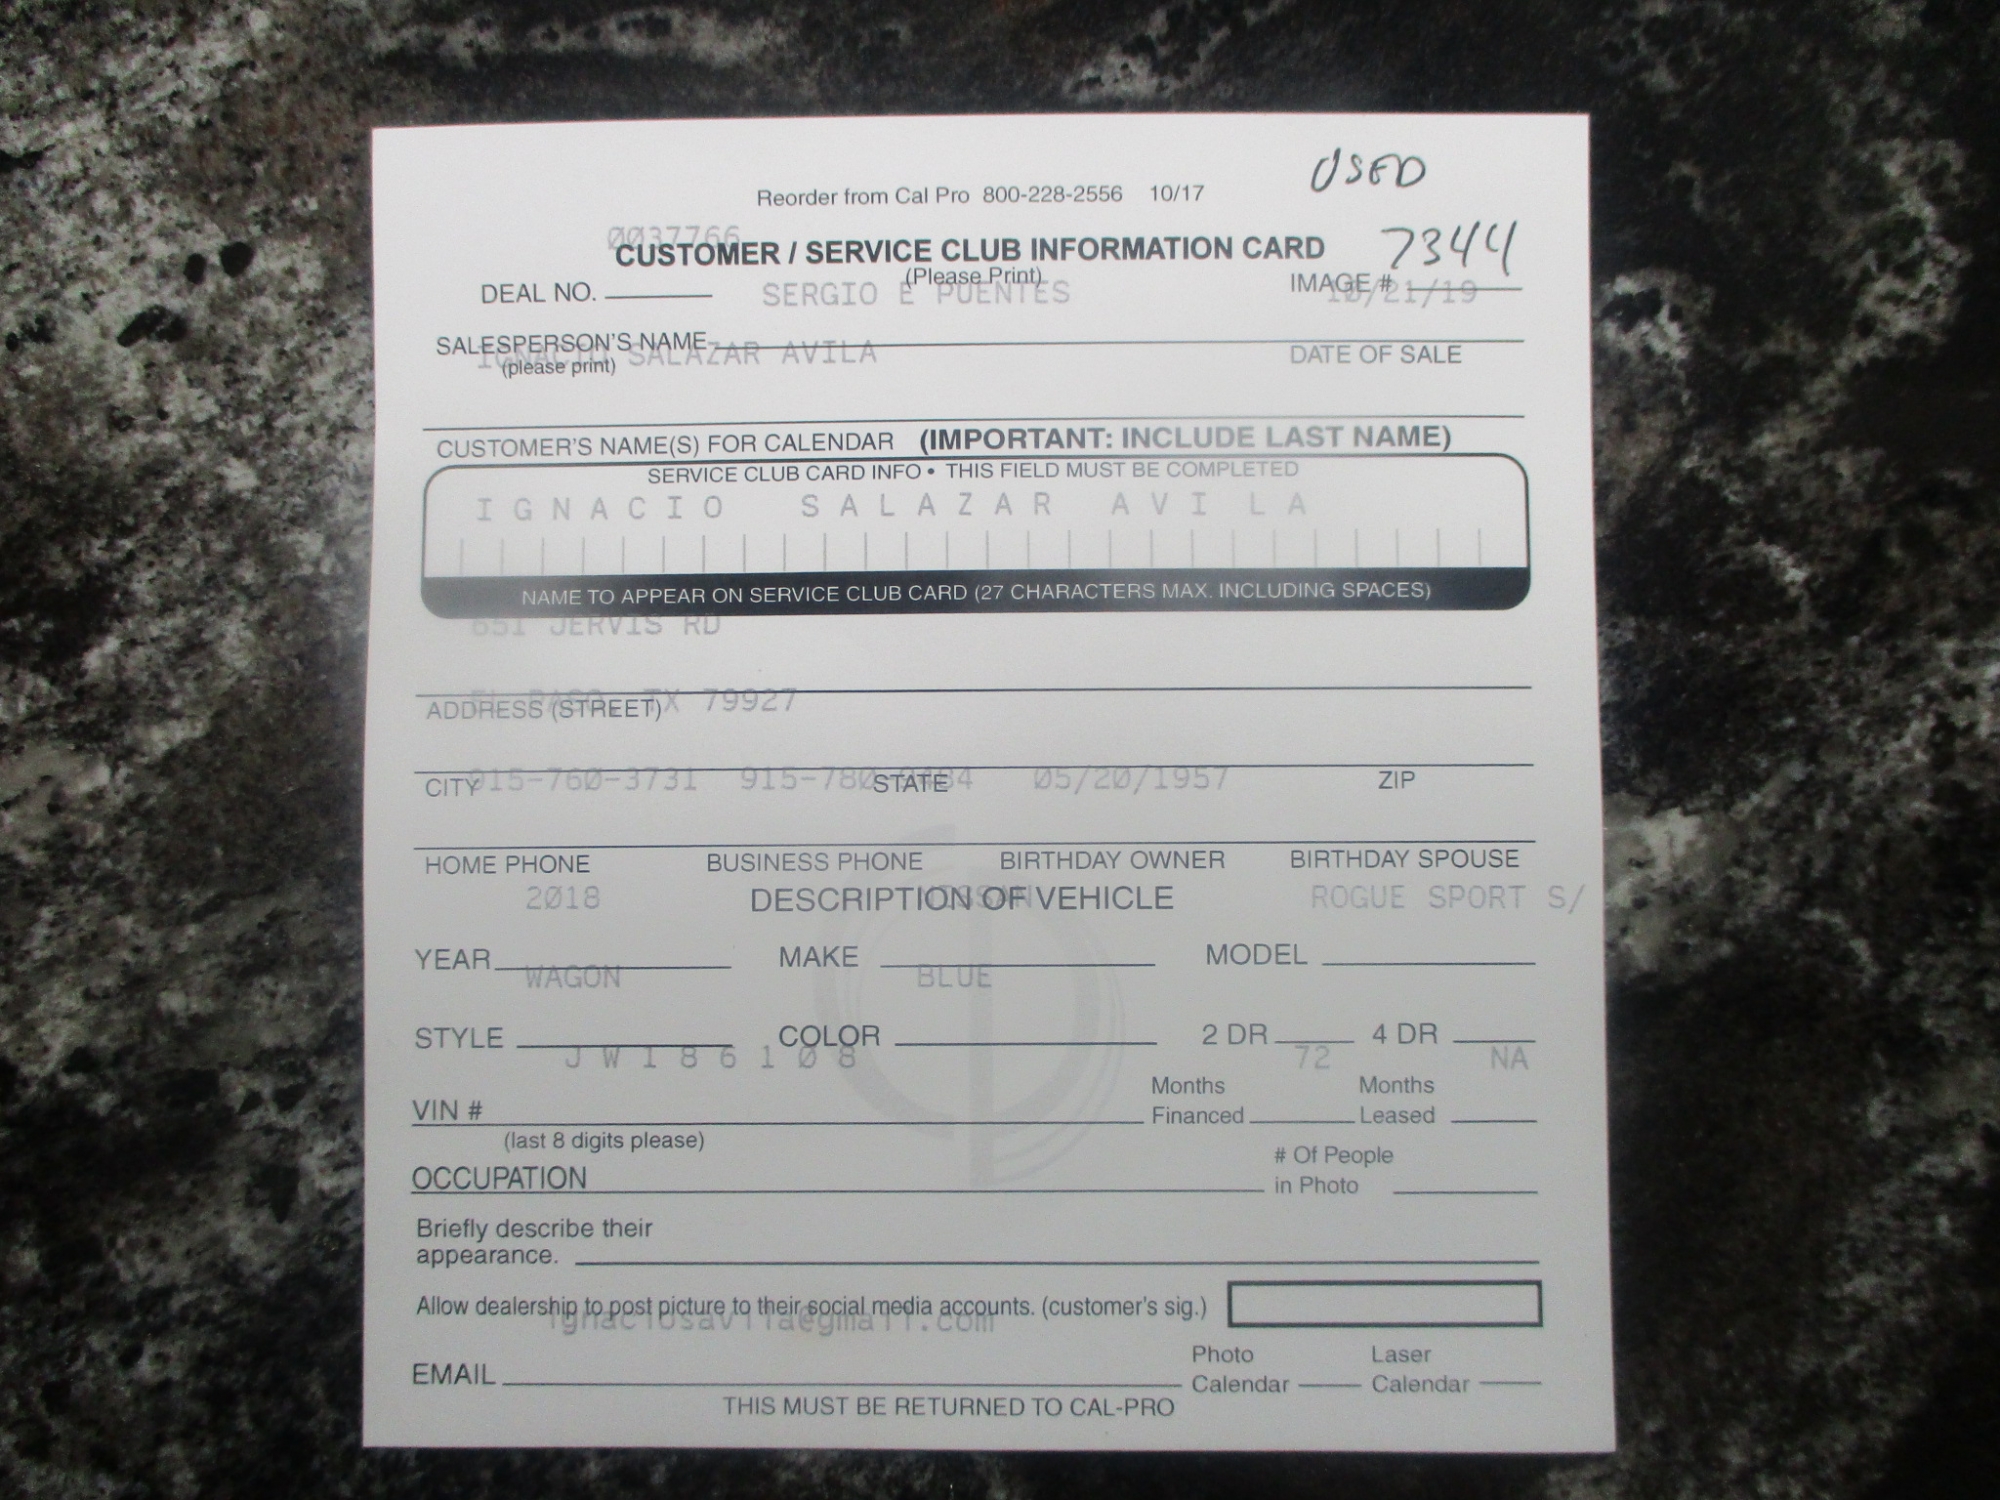 USED
Reorder from Cal Pro 800-228-2556 10/17
0037766
CUSTOMER / SERVICE CLUB INFORMATION CARD 7344
(Please Print)
DEAL NO. SERGIO E PUENTES IMAGE # 10/21/19
SALESPERSON'S NAME
IGNACIO SALAZAR AVILA DATE OF SALE
(please print)
CUSTOMER'S NAME(S) FOR CALENDAR (IMPORTANT: INCLUDE LAST NAME)
SERVICE CLUB CARD INFO • THIS FIELD MUST BE COMPLETED
IGNACIO SALAZAR AVILA
NAME TO APPEAR ON SERVICE CLUB CARD (27 CHARACTERS MAX. INCLUDING SPACES)
651 JERVIS RD
EL PASO, TX 79927
ADDRESS (STREET)
915-760-3731 05/20/1957
CITY STATE ZIP
HOME PHONE BUSINESS PHONE BIRTHDAY OWNER BIRTHDAY SPOUSE
2018 NISSAN ROGUE SPORT S/
DESCRIPTION OF VEHICLE
YEAR MAKE MODEL
WAGON BLUE
STYLE COLOR 2 DR 4 DR
JW186108 72 NA
Months Months
VIN # Financed Leased
(last 8 digits please)
# Of People
OCCUPATION in Photo
Briefly describe their
appearance.
Allow dealership to post picture to their social media accounts. (customer's sig.)
ignaciosavila@gmail.com
Photo Laser
EMAIL Calendar Calendar
THIS MUST BE RETURNED TO CAL-PRO